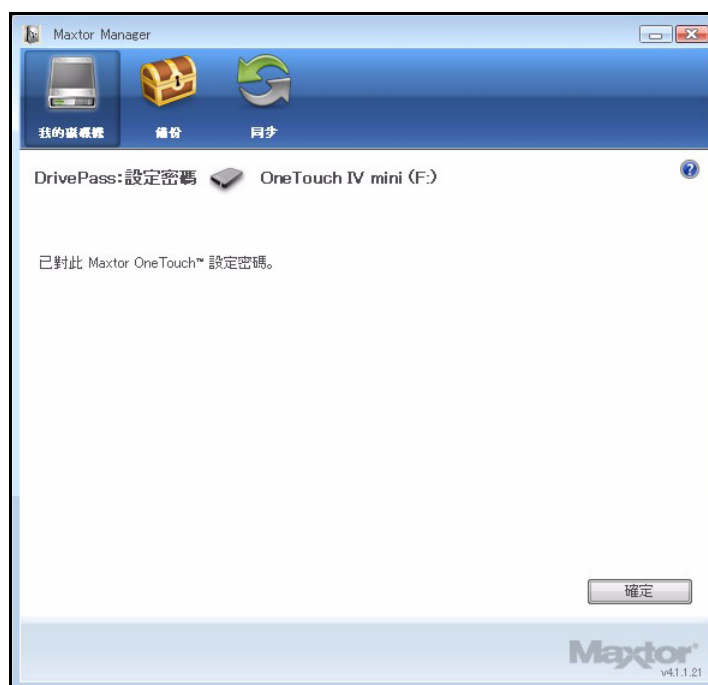 Maxtor Manager
我的磁碟機 備份 同步
DrivePass:設定密碼 OneTouch IV mini (F:)
已對此 Maxtor OneTouch™ 設定密碼。
確定
Maxtor®
v4.1.1.21